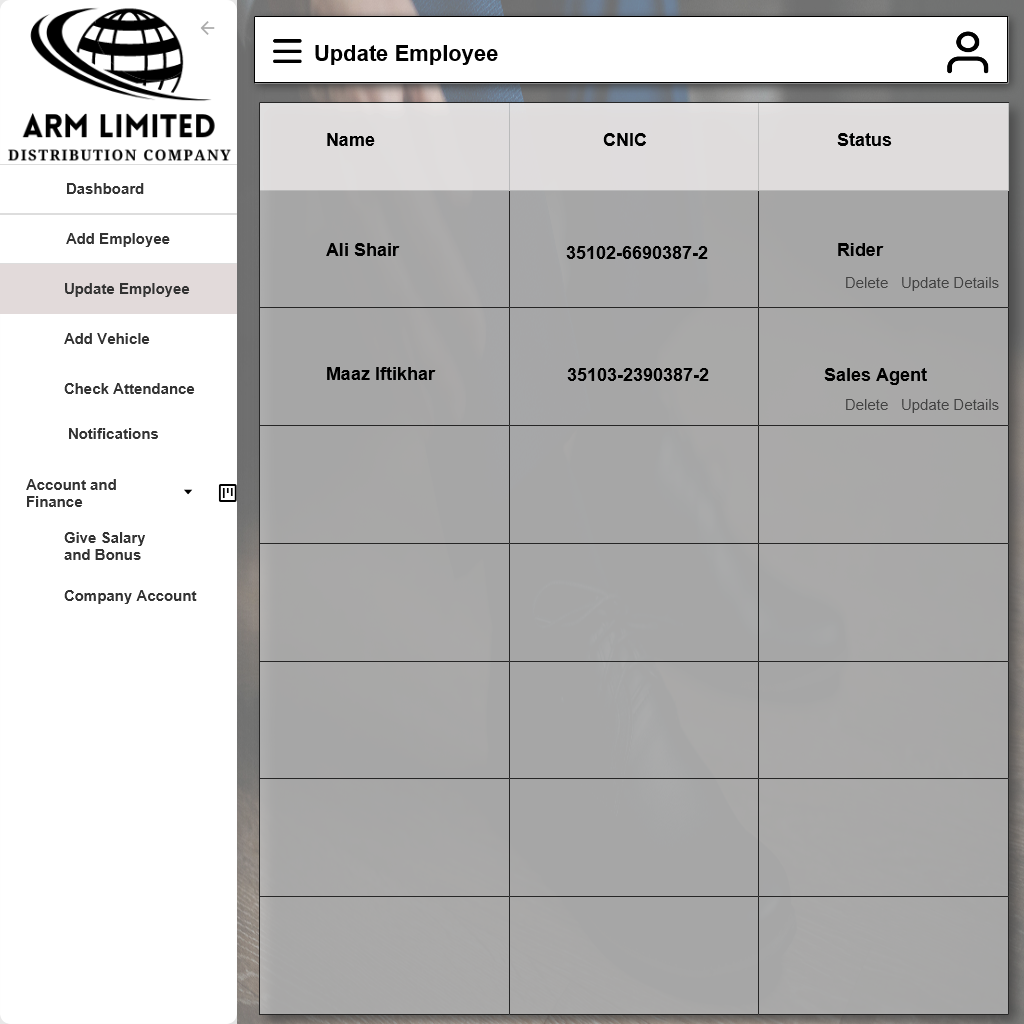 ARM LIMITED
DISTRIBUTION COMPANY
Dashboard
Add Employee
Update Employee
Add Vehicle
Check Attendance
Notifications
Account and
Finance
Give Salary
and Bonus
Company Account
Update Employee
Name CNIC Status
Ali Shair 35102-6690387-2 Rider
Delete Update Details
Maaz Iftikhar 35103-2390387-2 Sales Agent
Delete Update Details